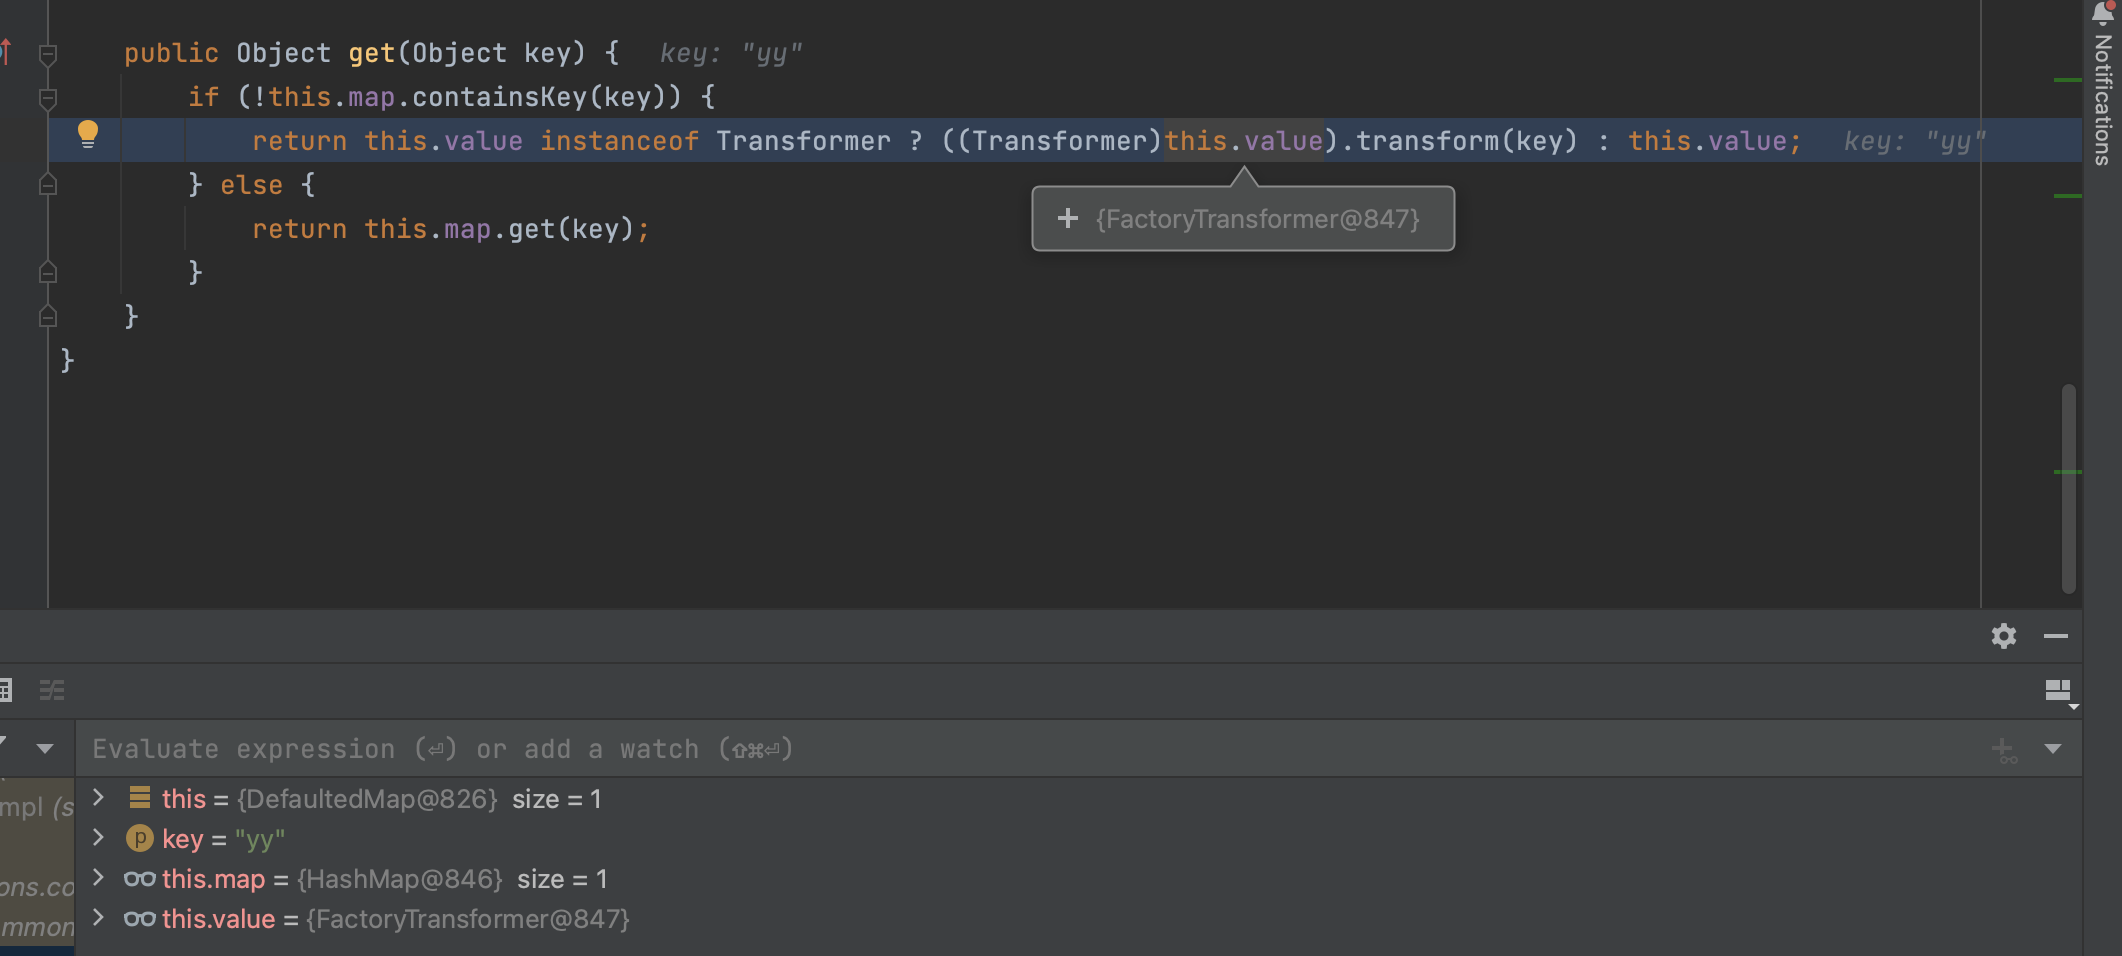 public Object get(Object key) {   key: "yy"
if (!this.map.containsKey(key)) {
return this.value instanceof Transformer ? ((Transformer)this.value).transform(key) : this.value;   key: "yy"
} else {
+ {FactoryTransformer@847}
return this.map.get(key);
}
}
}
Notifications
Evaluate expression (⏎) or add a watch (⇧⌘⏎)
this = {DefaultedMap@826} size = 1
mpl (s
p key = "yy"
this.map = {HashMap@846} size = 1
ons.co
this.value = {FactoryTransformer@847}
mmon